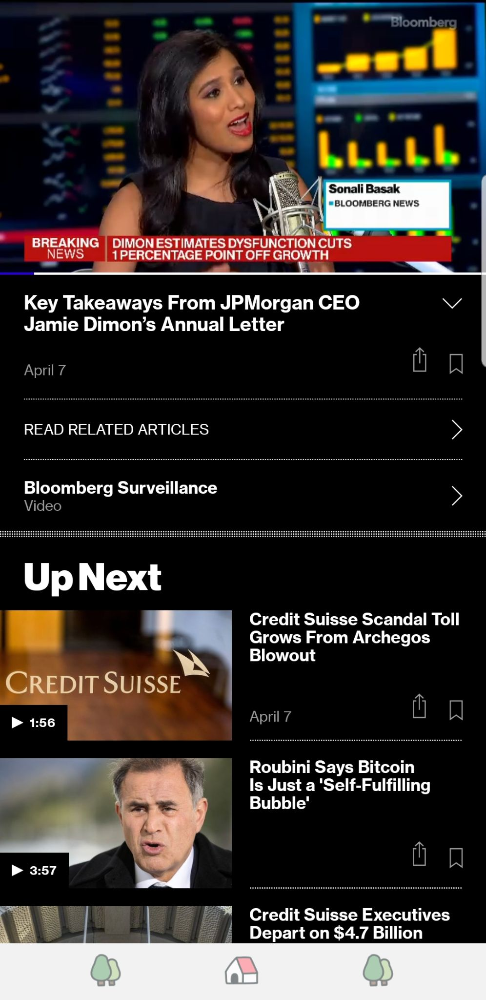 Bloomberg
Sonali Basak
BLOOMBERG NEWS
BREAKING
NEWS
DIMON ESTIMATES DYSFUNCTION CUTS
1 PERCENTAGE POINT OFF GROWTH
Key Takeaways From JPMorgan CEO
Jamie Dimon’s Annual Letter
April 7
READ RELATED ARTICLES
Bloomberg Surveillance
Video
Up Next
CREDIT SUISSE
1:56
Credit Suisse Scandal Toll
Grows From Archegos
Blowout
April 7
3:57
Roubini Says Bitcoin
Is Just a 'Self-Fulfilling
Bubble'
Credit Suisse Executives
Depart on $4.7 Billion